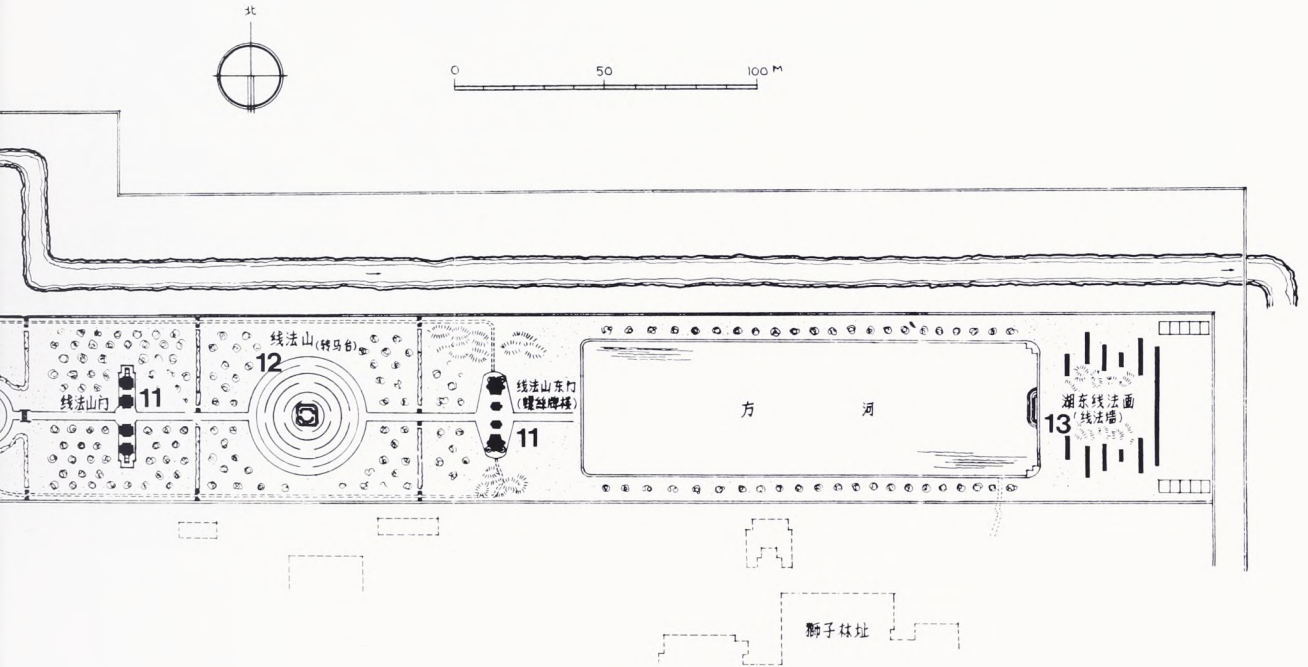 北
0 50 100 M
线法山(转马台)
12
线法山门
11
线法山东门
(螺丝牌楼)
11
方 河
湖东线法画
(线法墙)
13
獅子林址